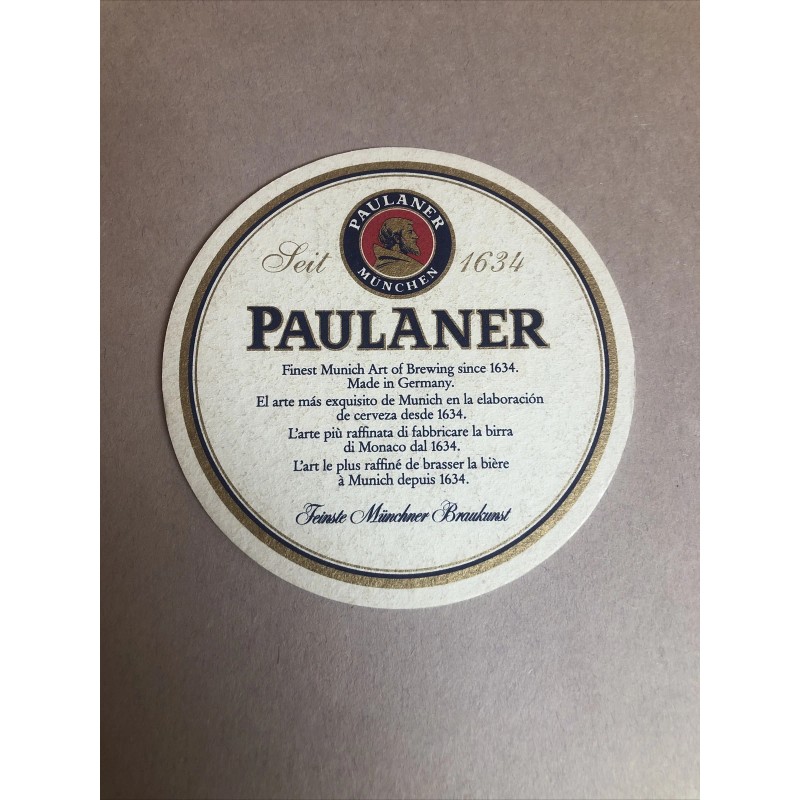 PAULANER
MÜNCHEN
Seit 1634
PAULANER
Finest Munich Art of Brewing since 1634.
Made in Germany.
El arte más exquisito de Munich en la elaboración
de cerveza desde 1634.
L'arte più raffinata di fabbricare la birra
di Monaco dal 1634.
L'art le plus raffiné de brasser la bière
à Munich depuis 1634.
Feinste Münchner Braukunst